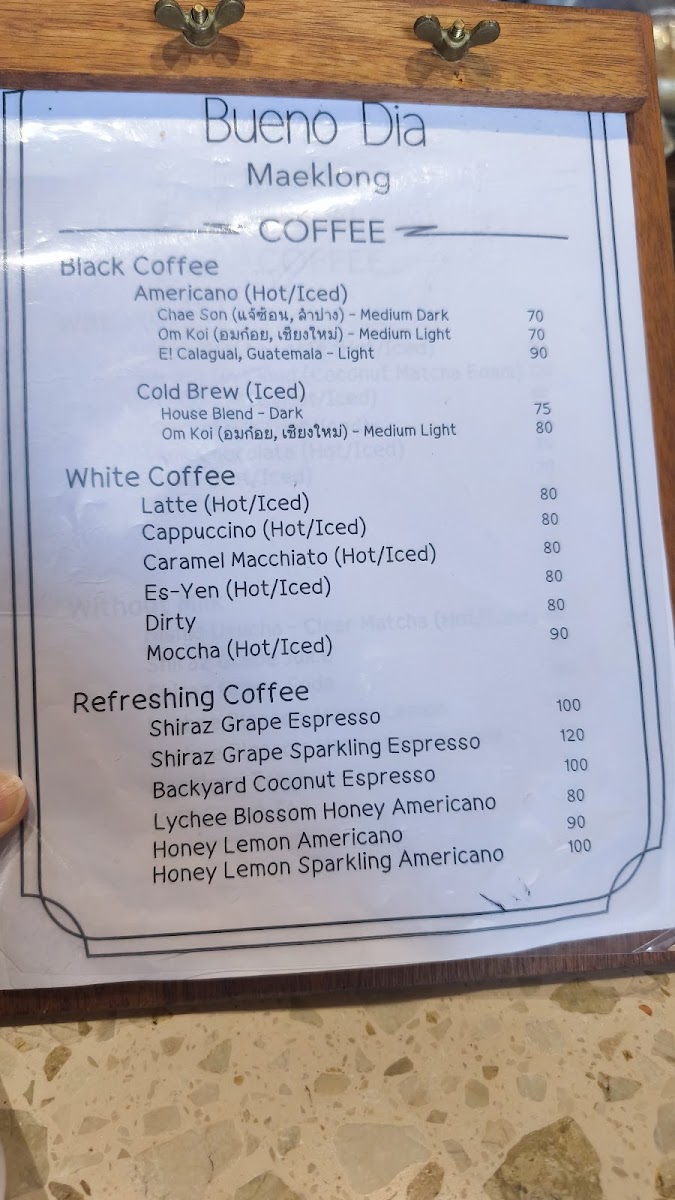 Bueno Dia
Maeklong
COFFEE
Black Coffee
Americano (Hot/Iced)
Chae Son (แจ้ซ้อน, ลำปาง) - Medium Dark 70
Om Koi (อมก๋อย, เชียงใหม่) - Medium Light 70
E! Calagual, Guatemala - Light 90
Cold Brew (Iced)
House Blend - Dark 75
Om Koi (อมก๋อย, เชียงใหม่) - Medium Light 80
White Coffee
Latte (Hot/Iced) 80
Cappuccino (Hot/Iced) 80
Caramel Macchiato (Hot/Iced) 80
Es-Yen (Hot/Iced) 80
Dirty 80
Moccha (Hot/Iced) 90
Refreshing Coffee
Shiraz Grape Espresso 100
Shiraz Grape Sparkling Espresso 120
Backyard Coconut Espresso 100
Lychee Blossom Honey Americano 80
Honey Lemon Americano 90
Honey Lemon Sparkling Americano 100